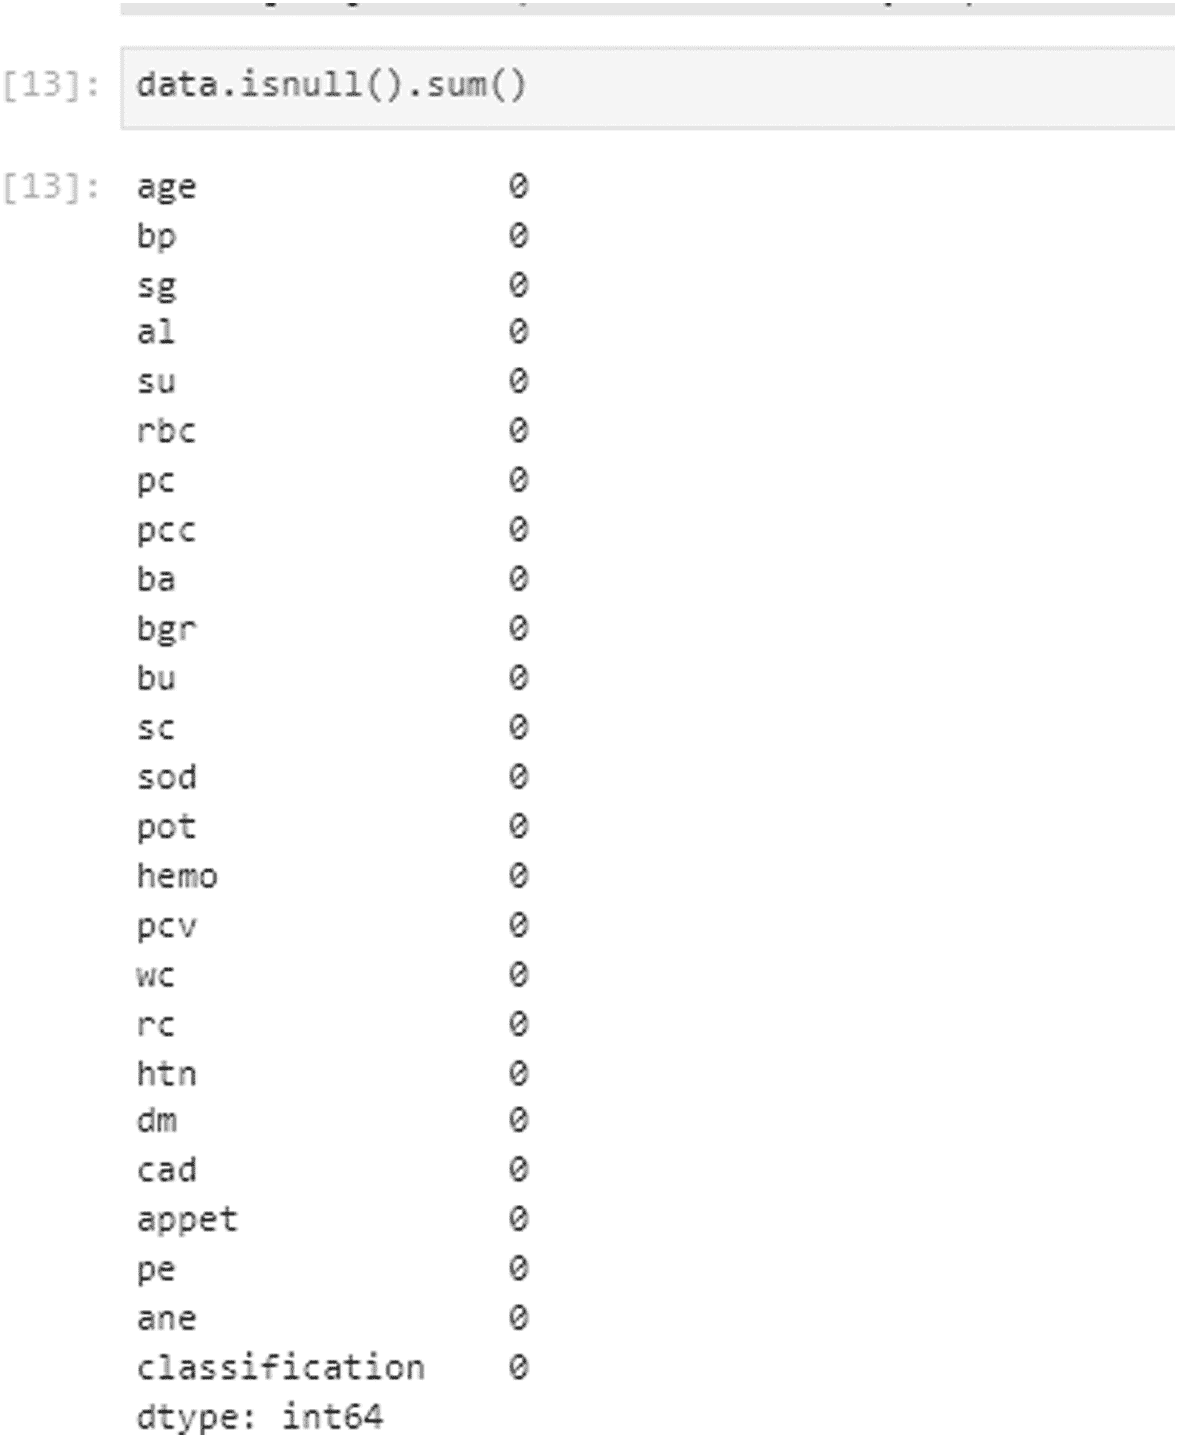 [13]: data.isnull().sum()
[13]: age 0
bp 0
sg 0
al 0
su 0
rbc 0
pc 0
pcc 0
ba 0
bgr 0
bu 0
sc 0
sod 0
pot 0
hemo 0
pcv 0
wc 0
rc 0
htn 0
dm 0
cad 0
appet 0
pe 0
ane 0
classification 0
dtype: int64